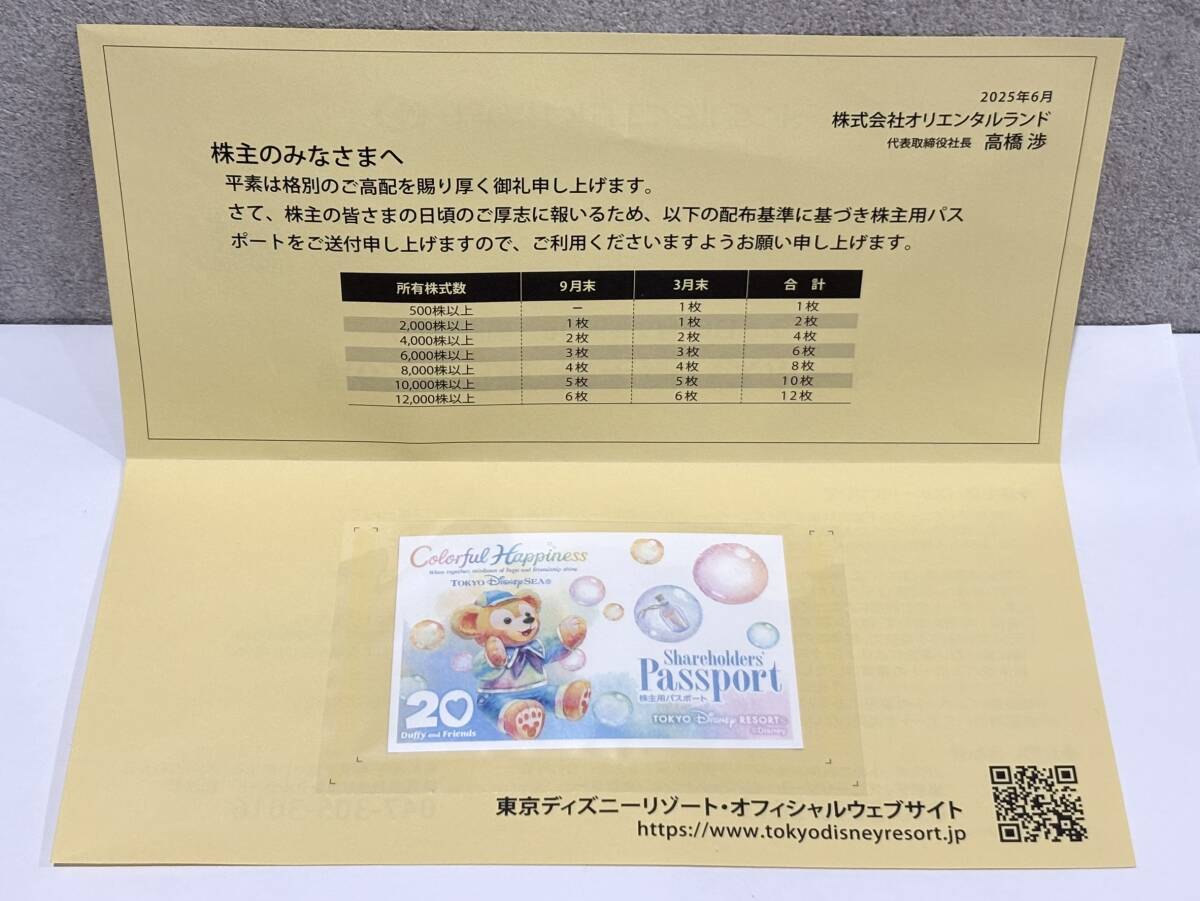 2025年6月
株式会社オリエンタルランド
代表取締役社長 高橋 渉
株主のみなさまへ
平素は格別のご高配を賜り厚く御礼申し上げます。
さて、株主の皆さまの日頃のご厚志に報いるため、以下の配布基準に基づき株主用パス
ポートをご送付申し上げますので、ご利用くださいますようお願い申し上げます。
所有株式数 9月末 3月末 合 計
500株以上 － 1枚 1枚
2,000株以上 1枚 1枚 2枚
4,000株以上 2枚 2枚 4枚
6,000株以上 3枚 3枚 6枚
8,000株以上 4枚 4枚 8枚
10,000株以上 5枚 5枚 10枚
12,000株以上 6枚 6枚 12枚
Colorful Happiness
TOKYO DisneySEA®
Shareholders'
Passport
株主用パスポート
20
Duffy and Friends
TOKYO Disney RESORT®
©Disney
東京ディズニーリゾート・オフィシャルウェブサイト
https://www.tokyodisneyresort.jp